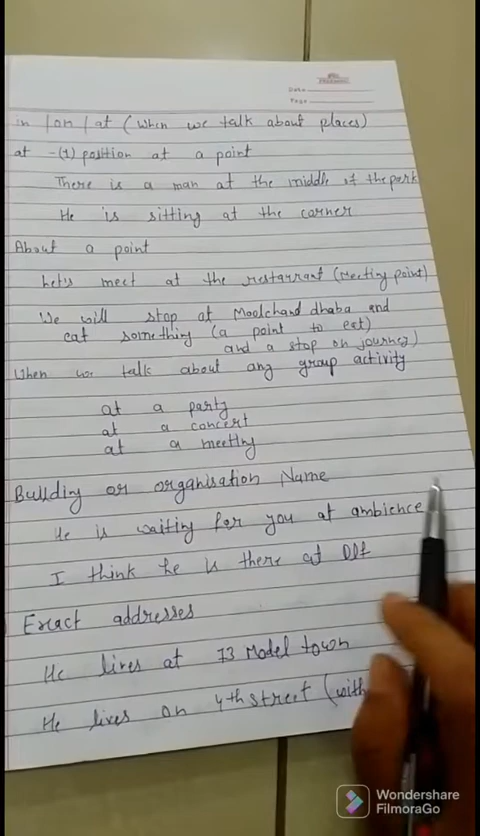 Date
Page
in / on / at (When we talk about places)
at -(1) position at a point
There is a man at the middle of the park
He is sitting at the corner
About a point
Let's meet at the restarrant (Meeting point)
We will stop at Moolchand dhaba and
eat something (a point to eat)
and a stop on journey)
When we talk about any group activity
at a party
at a concert
at a meeting
Building or organisation Name
He is waiting for you at ambience
I think he is there at Dlf
Exact addresses
He lives at 73 Model town
He lives on 4th street (with
Wondershare
FilmoraGo